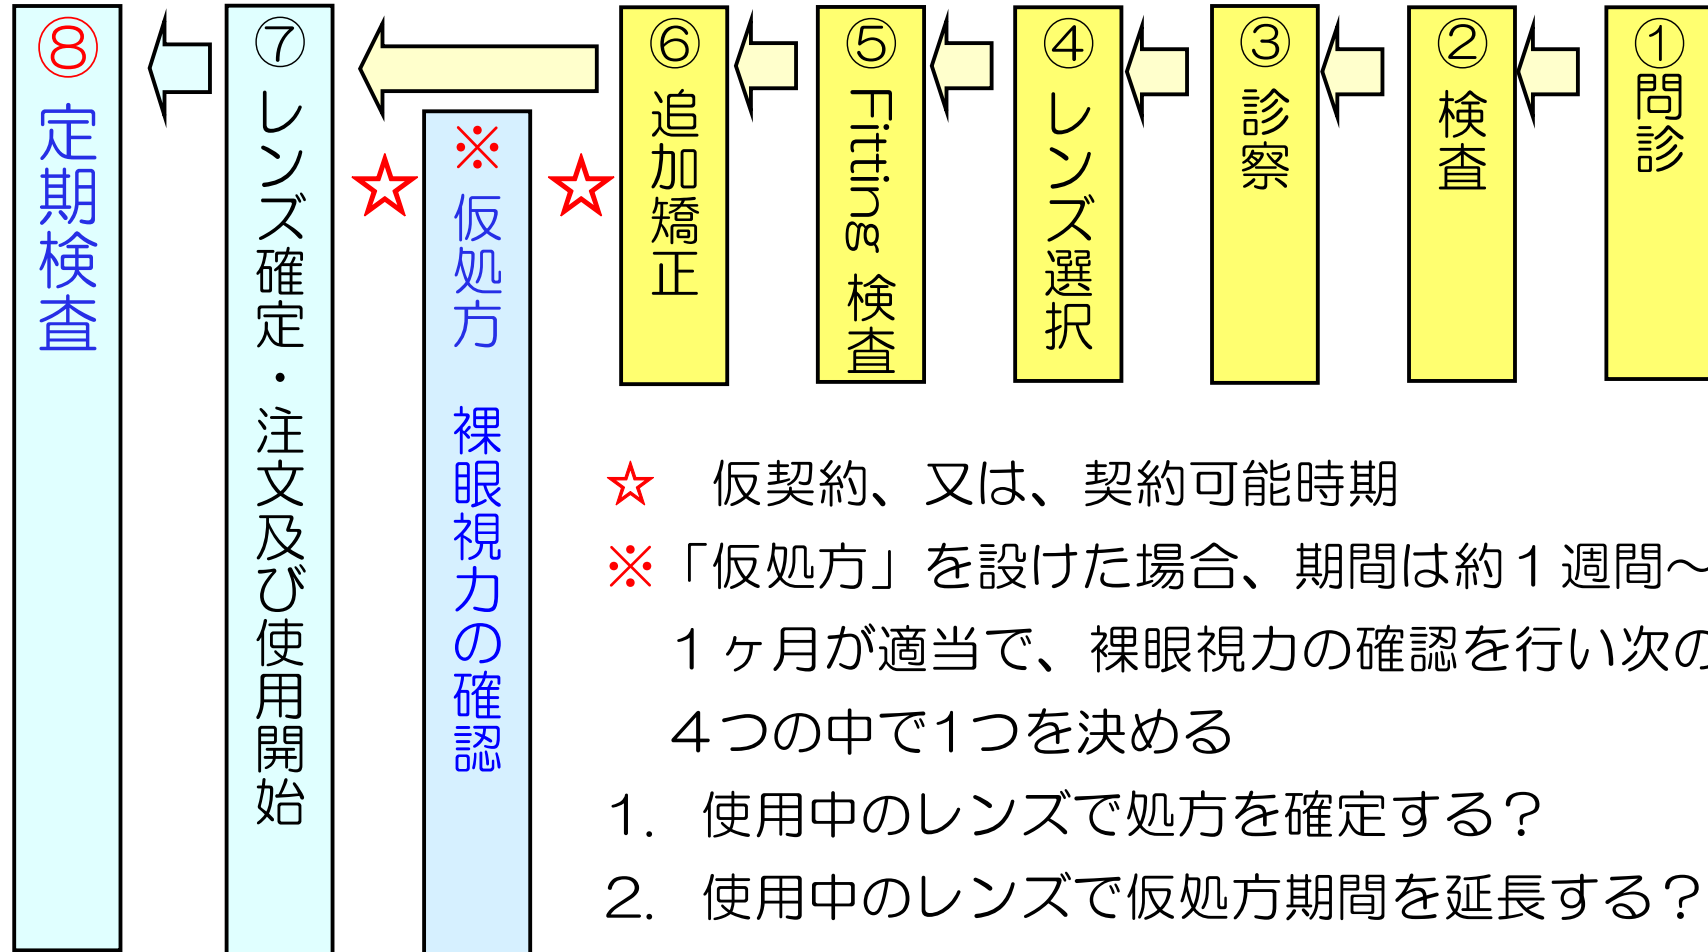 ①問診
②検査
③診察
④レンズ選択
⑤Fitting 検査
⑥追加矯正
※ 仮処方 裸眼視力の確認
⑦レンズ確定・注文及び使用開始
⑧定期検査
☆
☆
☆ 仮契約、又は、契約可能時期
※「仮処方」を設けた場合、期間は約1週間~
1ヶ月が適当で、裸眼視力の確認を行い次の
4つの中で1つを決める
1. 使用中のレンズで処方を確定する?
2. 使用中のレンズで仮処方期間を延長する?